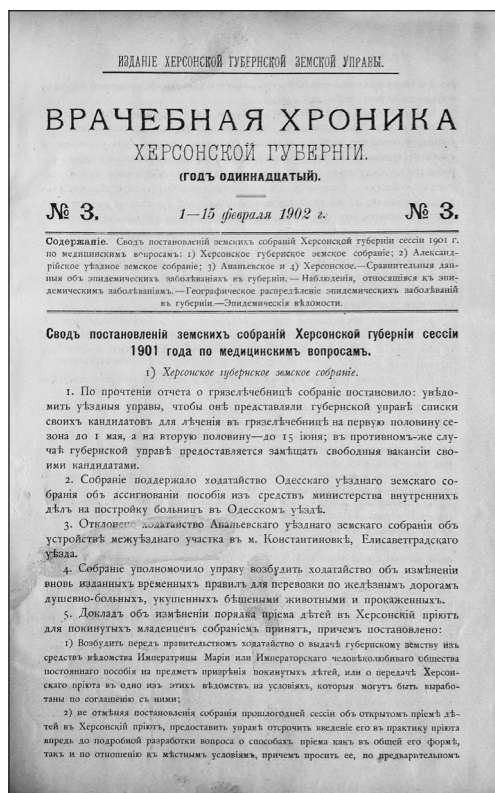 ИЗДАНІЕ ХЕРСОНСКОЙ ГУБЕРНСКОЙ ЗЕМСКОЙ УПРАВЫ.
ВРАЧЕБНАЯ ХРОНИКА
ХЕРСОНСКОЙ ГУБЕРНІИ.
(ГОДЪ ОДИННАДЦАТЫЙ).
№ 3. 1—15 февраля 1902 г. № 3.
Содержаніе. Сводъ постановленій земскихъ собраній Херсонской губерніи сессіи 1901 г.
по медицинскимъ вопросамъ: 1) Херсонское губернское земское собраніе; 2) Александ-
рійское уѣздное земское собраніе; 3) Ананьевское и 4) Херсонское.—Сравнительныя дан-
ныя объ эпидемическихъ заболѣваніяхъ въ губерніи. — Наблюденія, относящіяся къ эпи-
демическимъ заболѣваніямъ.—Географическое распредѣленіе эпидемическихъ заболѣваній
въ губерніи.—Эпидемическія вѣдомости.
Сводъ постановленій земскихъ собраній Херсонской губерніи сессіи
1901 года по медицинскимъ вопросамъ.
1) Херсонское губернское земское собраніе.
1. По прочтеніи отчета о грязелѣчебницѣ собраніе постановило: увѣдо-
мить уѣздныя управы, чтобы онѣ представляли губернской управѣ списки
своихъ кандидатовъ для лѣченія въ грязелѣчебницѣ на первую половину се-
зона до 1 мая, а на вторую половину—до 15 іюня; въ противномъ-же слу-
чаѣ губернской управѣ предоставляется замѣщать свободныя вакансіи сво-
ими кандидатами.
2. Собраніе поддержало ходатайство Одесскаго уѣзднаго земскаго со-
бранія объ ассигнованіи пособія изъ средствъ министерства внутреннихъ
дѣлъ на постройку больницъ въ Одесскомъ уѣздѣ.
3. Отклонено ходатайство Ананьевскаго уѣзднаго земскаго собранія объ
устройствѣ межуѣзднаго участка въ м. Константиновкѣ, Елисаветградскаго
уѣзда.
4. Собраніе уполномочило управу возбудить ходатайство объ измѣненіи
вновь изданныхъ временныхъ правилъ для перевозки по желѣзнымъ дорогамъ
душевно-больныхъ, укушенныхъ бѣшеными животными и прокаженныхъ.
5. Докладъ объ измѣненіи порядка пріема дѣтей въ Херсонскій пріютъ
для покинутыхъ младенцевъ собраніемъ принятъ, причемъ постановлено:
1) Возбудить передъ правительствомъ ходатайство о выдачѣ губернскому земству изъ
средствъ вѣдомства Императрицы Маріи или Императорскаго человѣколюбиваго общества
постояннаго пособія на предметъ призрѣнія покинутыхъ дѣтей, или о передачѣ Херсон-
скаго пріюта въ одно изъ этихъ вѣдомствъ на условіяхъ, которыя могутъ быть вырабо-
таны по соглашенію съ ними;
2) не отмѣняя постановленія собранія прошлогодней сессіи объ открытомъ пріемѣ дѣ-
тей въ Херсонскій пріютъ, предоставить управѣ отсрочить введеніе его въ практику пріюта
впредь до подробной разработки вопроса о способахъ пріема какъ въ общей его формѣ,
такъ и по отношенію къ мѣстнымъ условіямъ, причемъ просить ее, по предварительномъ